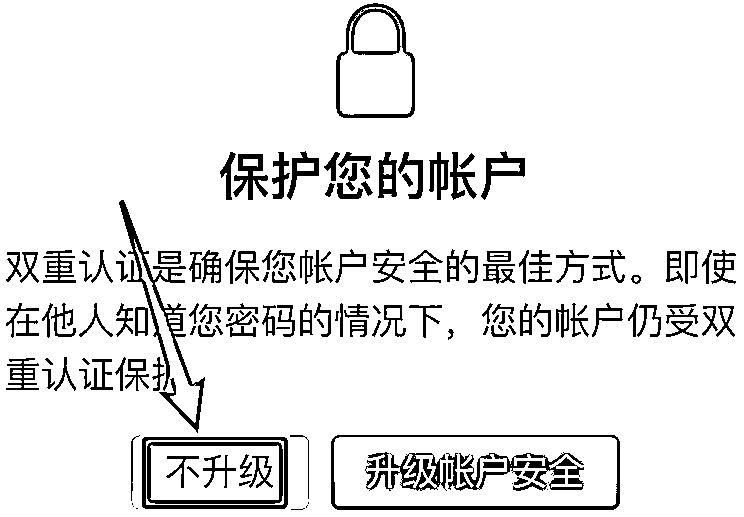 保护您的帐户
双重认证是确保您帐户安全的最佳方式。即使
在他人知道您密码的情况下，您的帐户仍受双
重认证保护
不升级
升级帐户安全